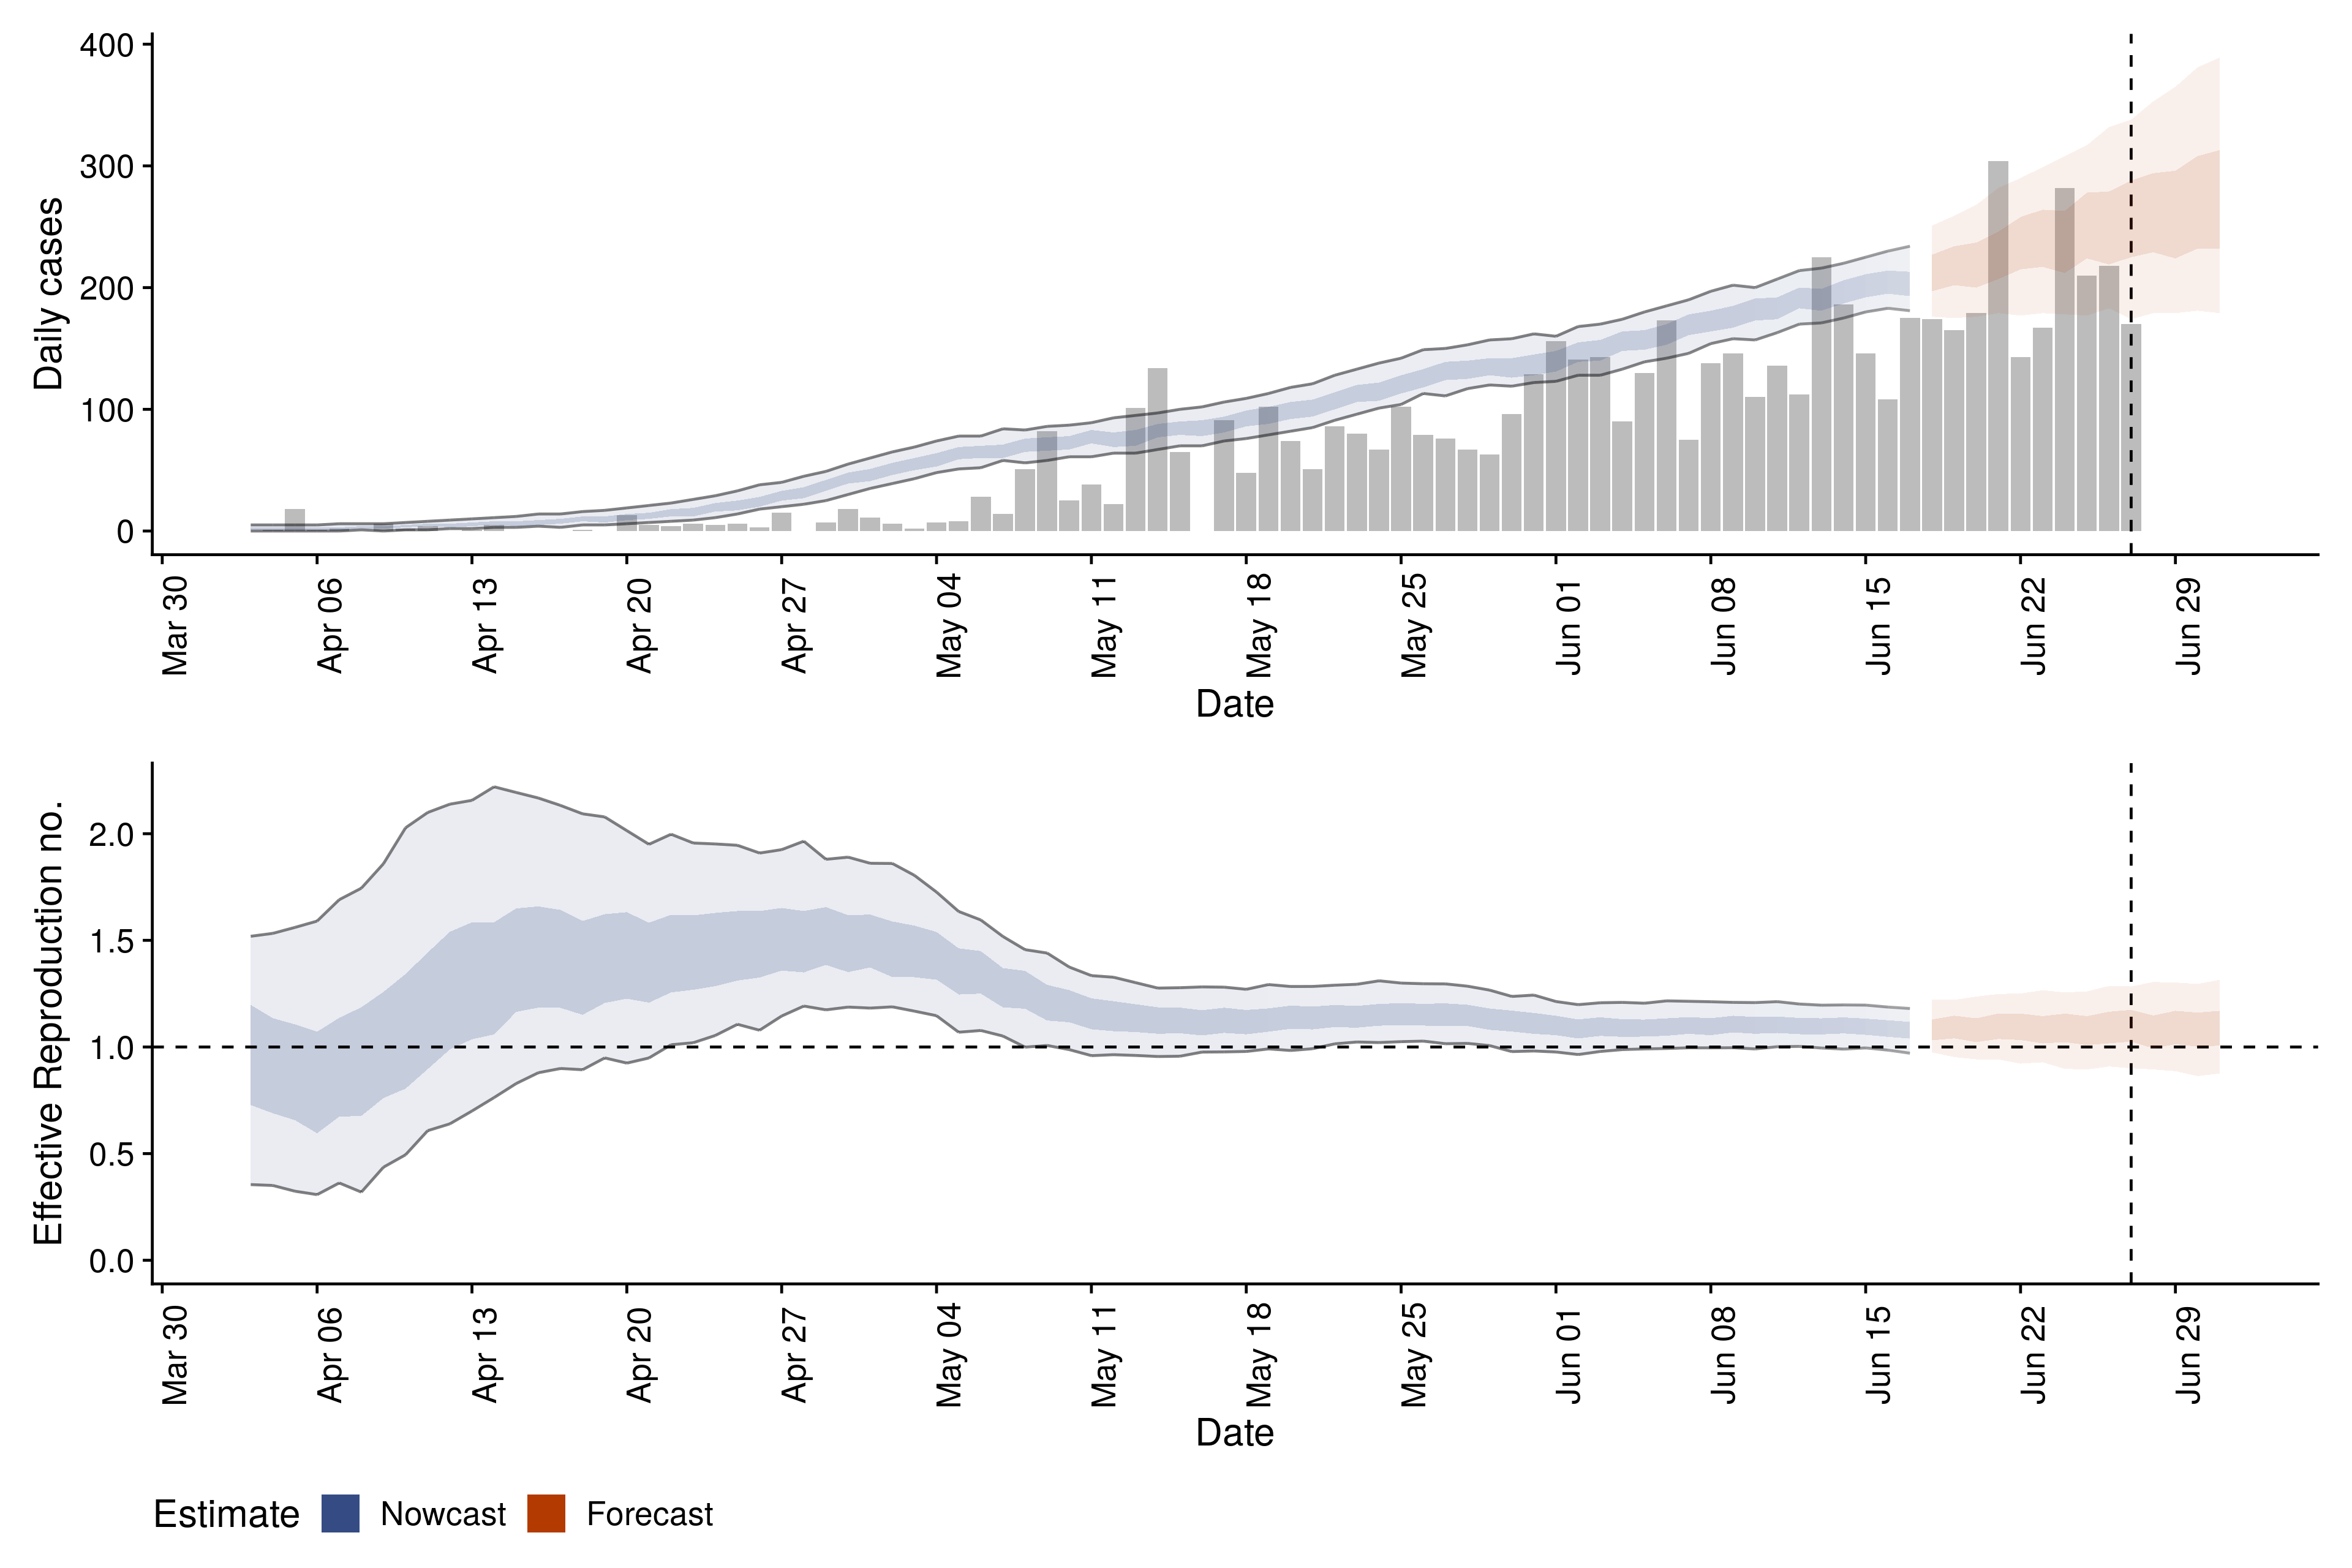 400
300
200
100
0
Daily cases
Mar 30
Apr 06
Apr 13
Apr 20
Apr 27
May 04
May 11
May 18
May 25
Jun 01
Jun 08
Jun 15
Jun 22
Jun 29
Date
2.0
1.5
1.0
0.5
0.0
Effective Reproduction no.
Mar 30
Apr 06
Apr 13
Apr 20
Apr 27
May 04
May 11
May 18
May 25
Jun 01
Jun 08
Jun 15
Jun 22
Jun 29
Date
Estimate Nowcast Forecast